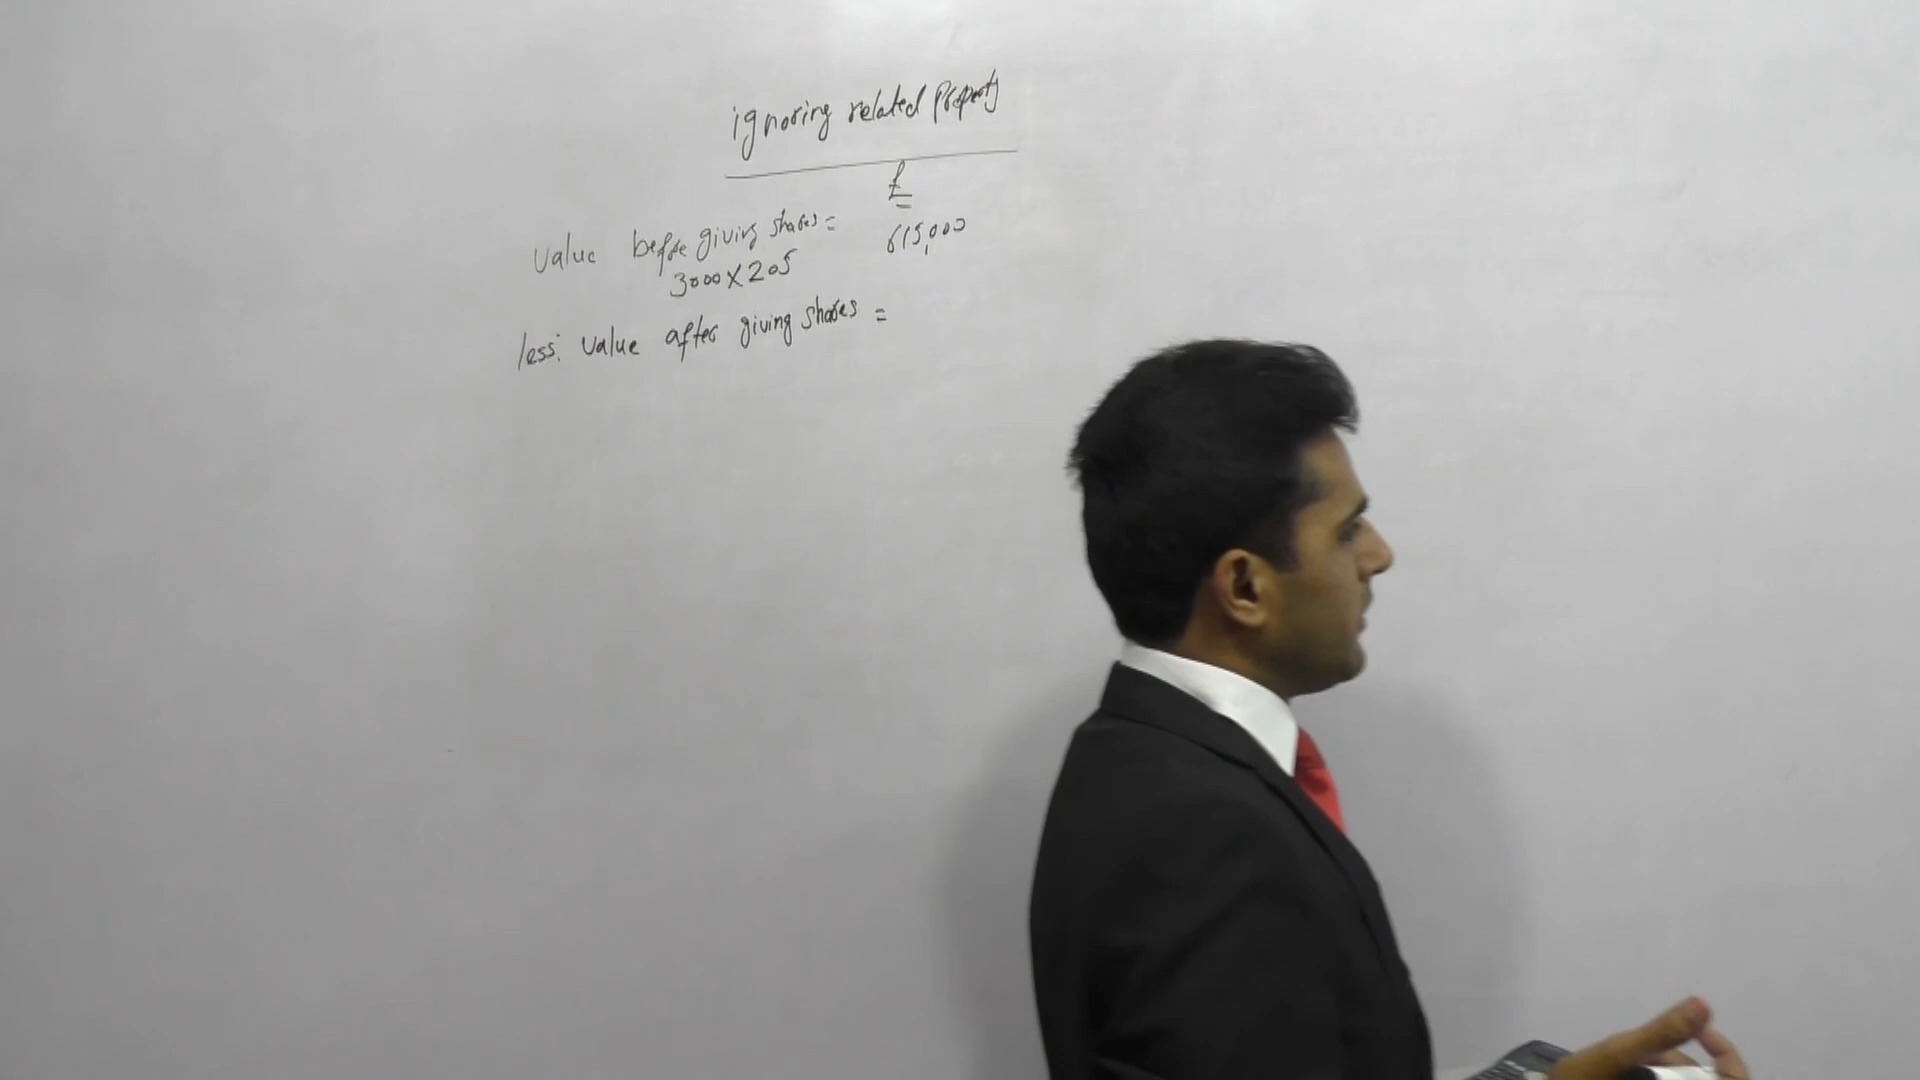 ignoring related Property
£
Value before giving shares = 615,000
3000 X 205
less: Value after giving shares =